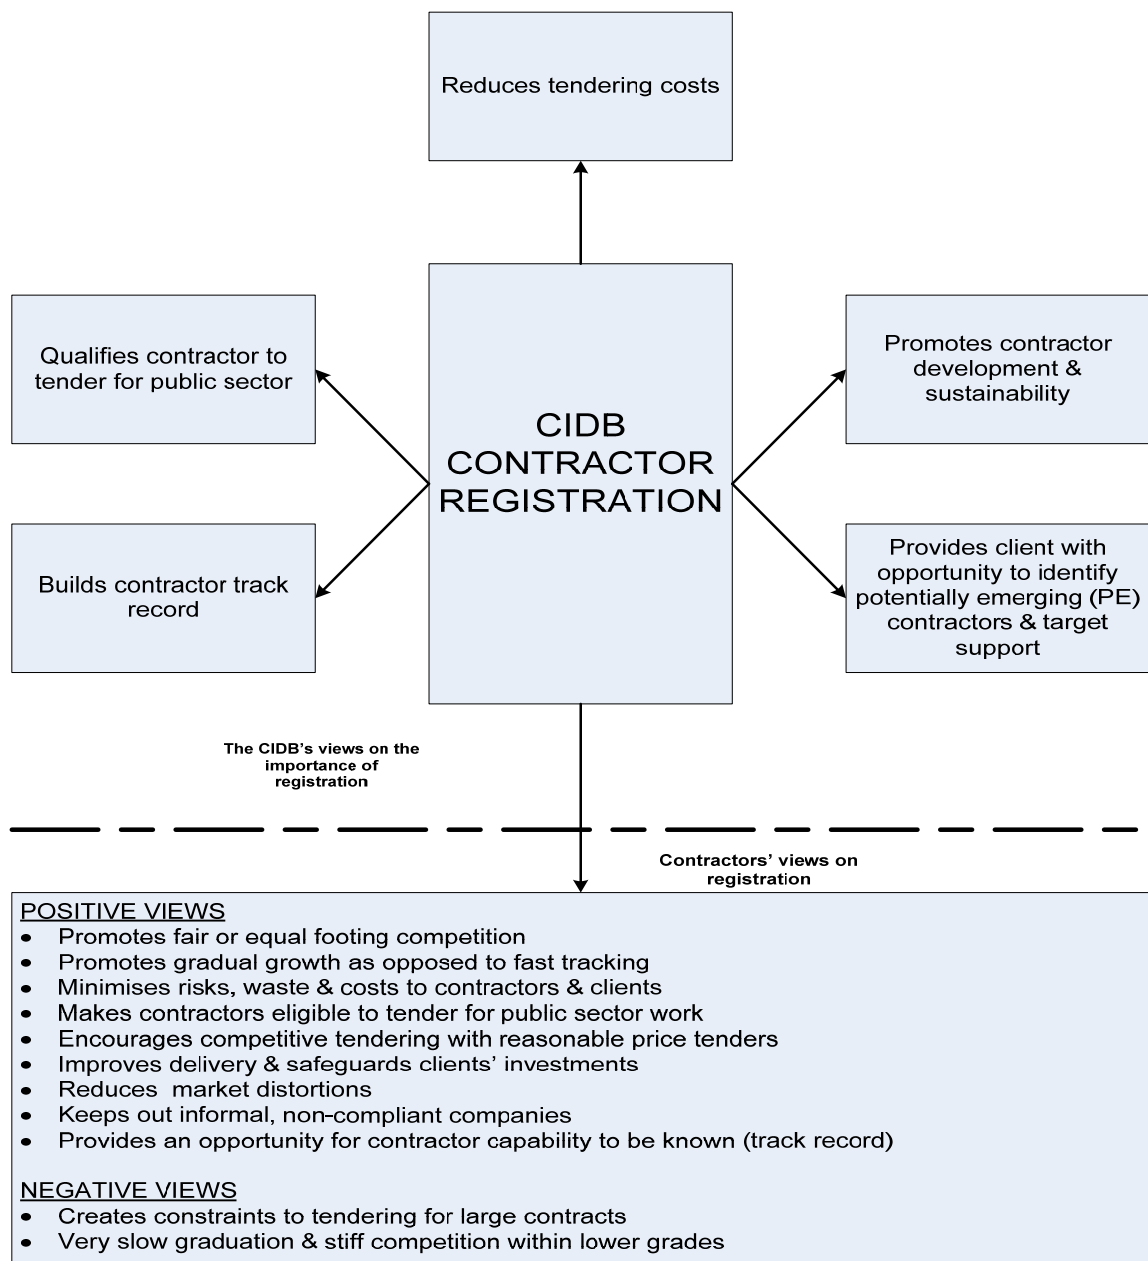 Reduces tendering costs
Qualifies contractor to
tender for public sector
Promotes contractor
development &
sustainability
CIDB
CONTRACTOR
REGISTRATION
Builds contractor track
record
Provides client with
opportunity to identify
potentially emerging (PE)
contractors & target
support
The CIDB's views on the
importance of
registration
Contractors' views on
registration
POSITIVE VIEWS
• Promotes fair or equal footing competition
• Promotes gradual growth as opposed to fast tracking
• Minimises risks, waste & costs to contractors & clients
• Makes contractors eligible to tender for public sector work
• Encourages competitive tendering with reasonable price tenders
• Improves delivery & safeguards clients' investments
• Reduces market distortions
• Keeps out informal, non-compliant companies
• Provides an opportunity for contractor capability to be known (track record)
NEGATIVE VIEWS
• Creates constraints to tendering for large contracts
• Very slow graduation & stiff competition within lower grades